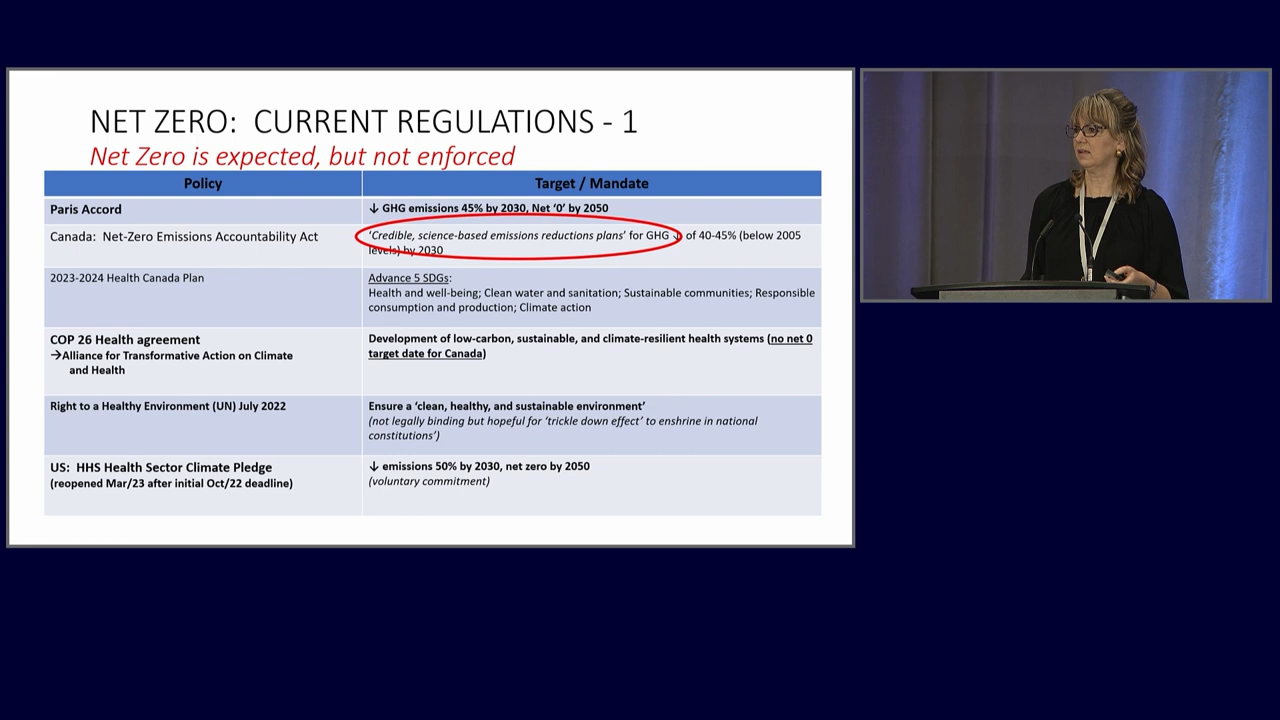 NET ZERO: CURRENT REGULATIONS - 1
Net Zero is expected, but not enforced
Policy
Target / Mandate
Paris Accord
↓ GHG emissions 45% by 2030, Net '0' by 2050
Canada: Net-Zero Emissions Accountability Act
'Credible, science-based emissions reductions plans' for GHG ↓ of 40-45% (below 2005
levels) by 2030
2023-2024 Health Canada Plan
Advance 5 SDGs:
Health and well-being; Clean water and sanitation; Sustainable communities; Responsible
consumption and production; Climate action
COP 26 Health agreement
→Alliance for Transformative Action on Climate
and Health
Development of low-carbon, sustainable, and climate-resilient health systems (no net 0
target date for Canada)
Right to a Healthy Environment (UN) July 2022
Ensure a 'clean, healthy, and sustainable environment'
(not legally binding but hopeful for 'trickle down effect' to enshrine in national
constitutions')
US: HHS Health Sector Climate Pledge
(reopened Mar/23 after initial Oct/22 deadline)
↓ emissions 50% by 2030, net zero by 2050
(voluntary commitment)